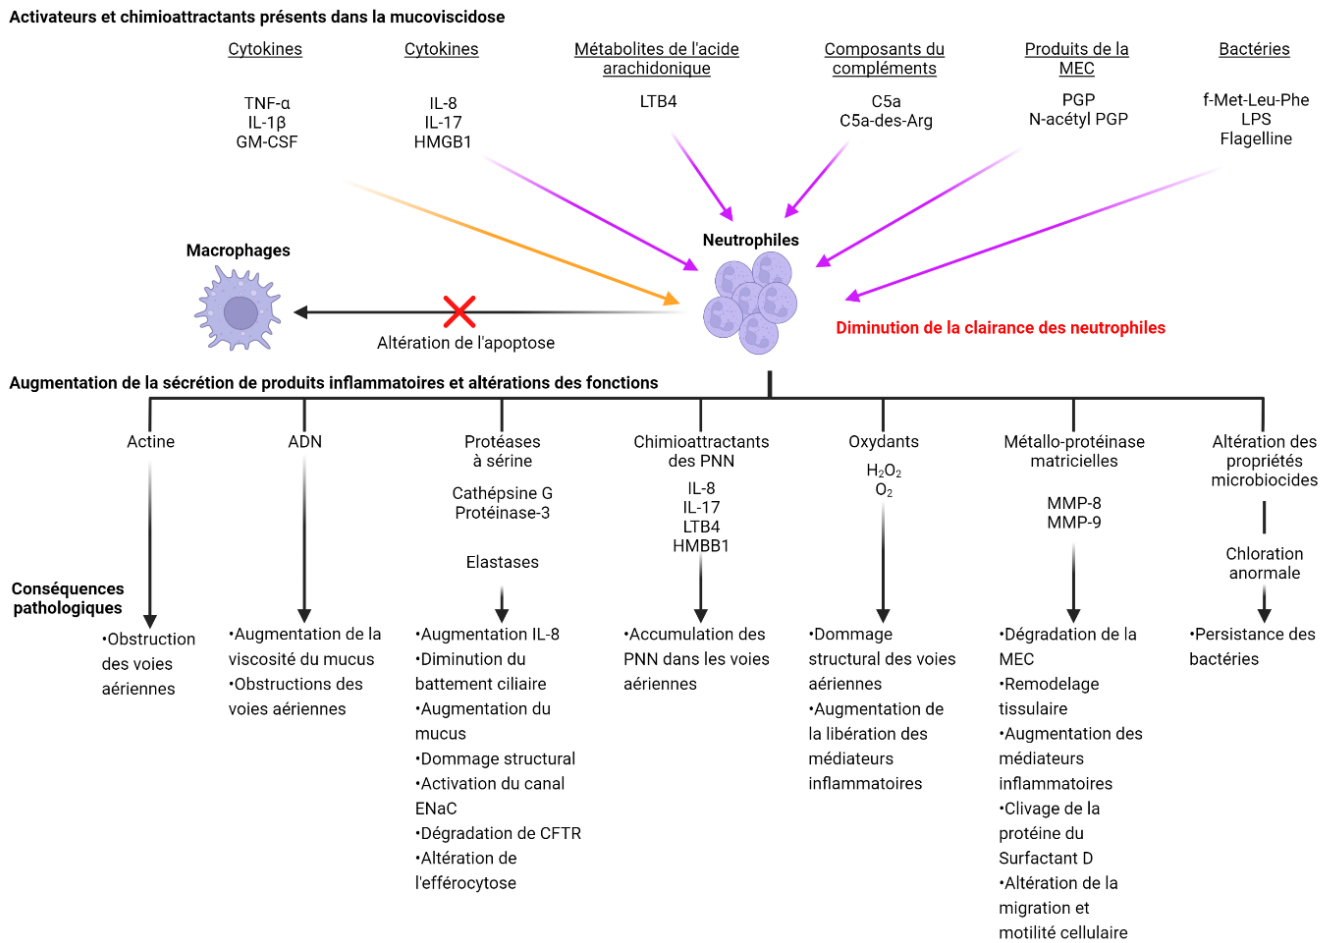 Activateurs et chimioattractants présents dans la mucoviscidose
Cytokines
TNF-α
IL-1β
GM-CSF
Cytokines
IL-8
IL-17
HMGB1
Métabolites de l'acide
arachidonique
LTB4
Composants du
compléments
C5a
C5a-des-Arg
Produits de la
MEC
PGP
N-acétyl PGP
Bactéries
f-Met-Leu-Phe
LPS
Flagelline
Macrophages
Neutrophiles
Altération de l'apoptose
Diminution de la clairance des neutrophiles
Augmentation de la sécrétion de produits inflammatoires et altérations des fonctions
Actine
ADN
Protéases
à sérine
Cathépsine G
Protéinase-3
Elastases
Chimioattractants
des PNN
IL-8
IL-17
LTB4
HMBB1
Oxydants
H₂O₂
O₂
Métallo-protéinase
matricielles
MMP-8
MMP-9
Altération des
propriétés
microbiocides
Chloration
anormale
Conséquences
pathologiques
•Obstruction
des voies
aériennes
•Augmentation de la
viscosité du mucus
•Obstructions des
voies aériennes
•Augmentation IL-8
•Diminution du
battement ciliaire
•Augmentation du
mucus
•Dommage structural
•Activation du canal
ENaC
•Dégradation de CFTR
•Altération de
l'efférocytose
•Accumulation des
PNN dans les voies
aériennes
•Dommage
structural des voies
aériennes
•Augmentation de
la libération des
médiateurs
inflammatoires
•Dégradation de la
MEC
•Remodelage
tissulaire
•Augmentation des
médiateurs
inflammatoires
•Clivage de la
protéine du
Surfactant D
•Altération de la
migration et
motilité cellulaire
•Persistance des
bactéries